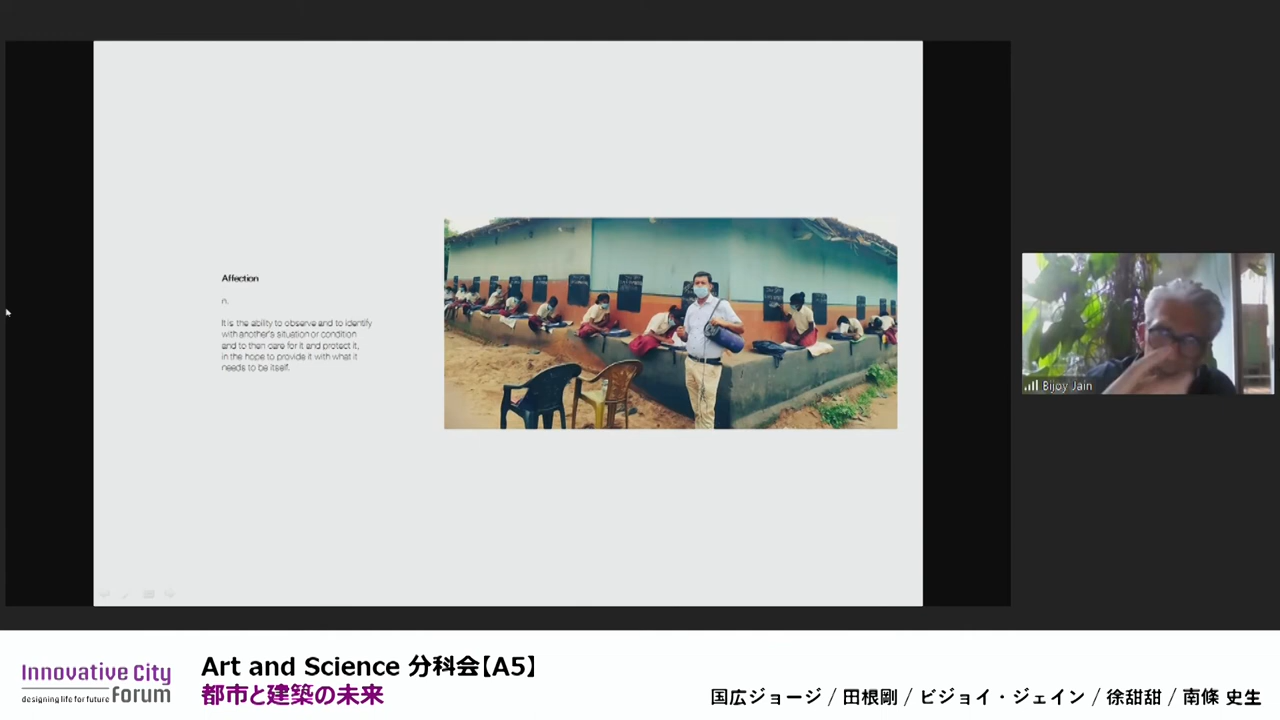 Affection
n.
It is the ability to observe and to identify
with another's situation or condition
and to then care for it and protect it,
in the hope to provide it with what it
needs to be itself.
Bijoy Jain
Innovative City
forum
designing life for future
Art and Science 分科会【A5】
都市と建築の未来
国広ジョージ / 田根剛 / ビジョイ・ジェイン / 徐甜甜 / 南條 史生